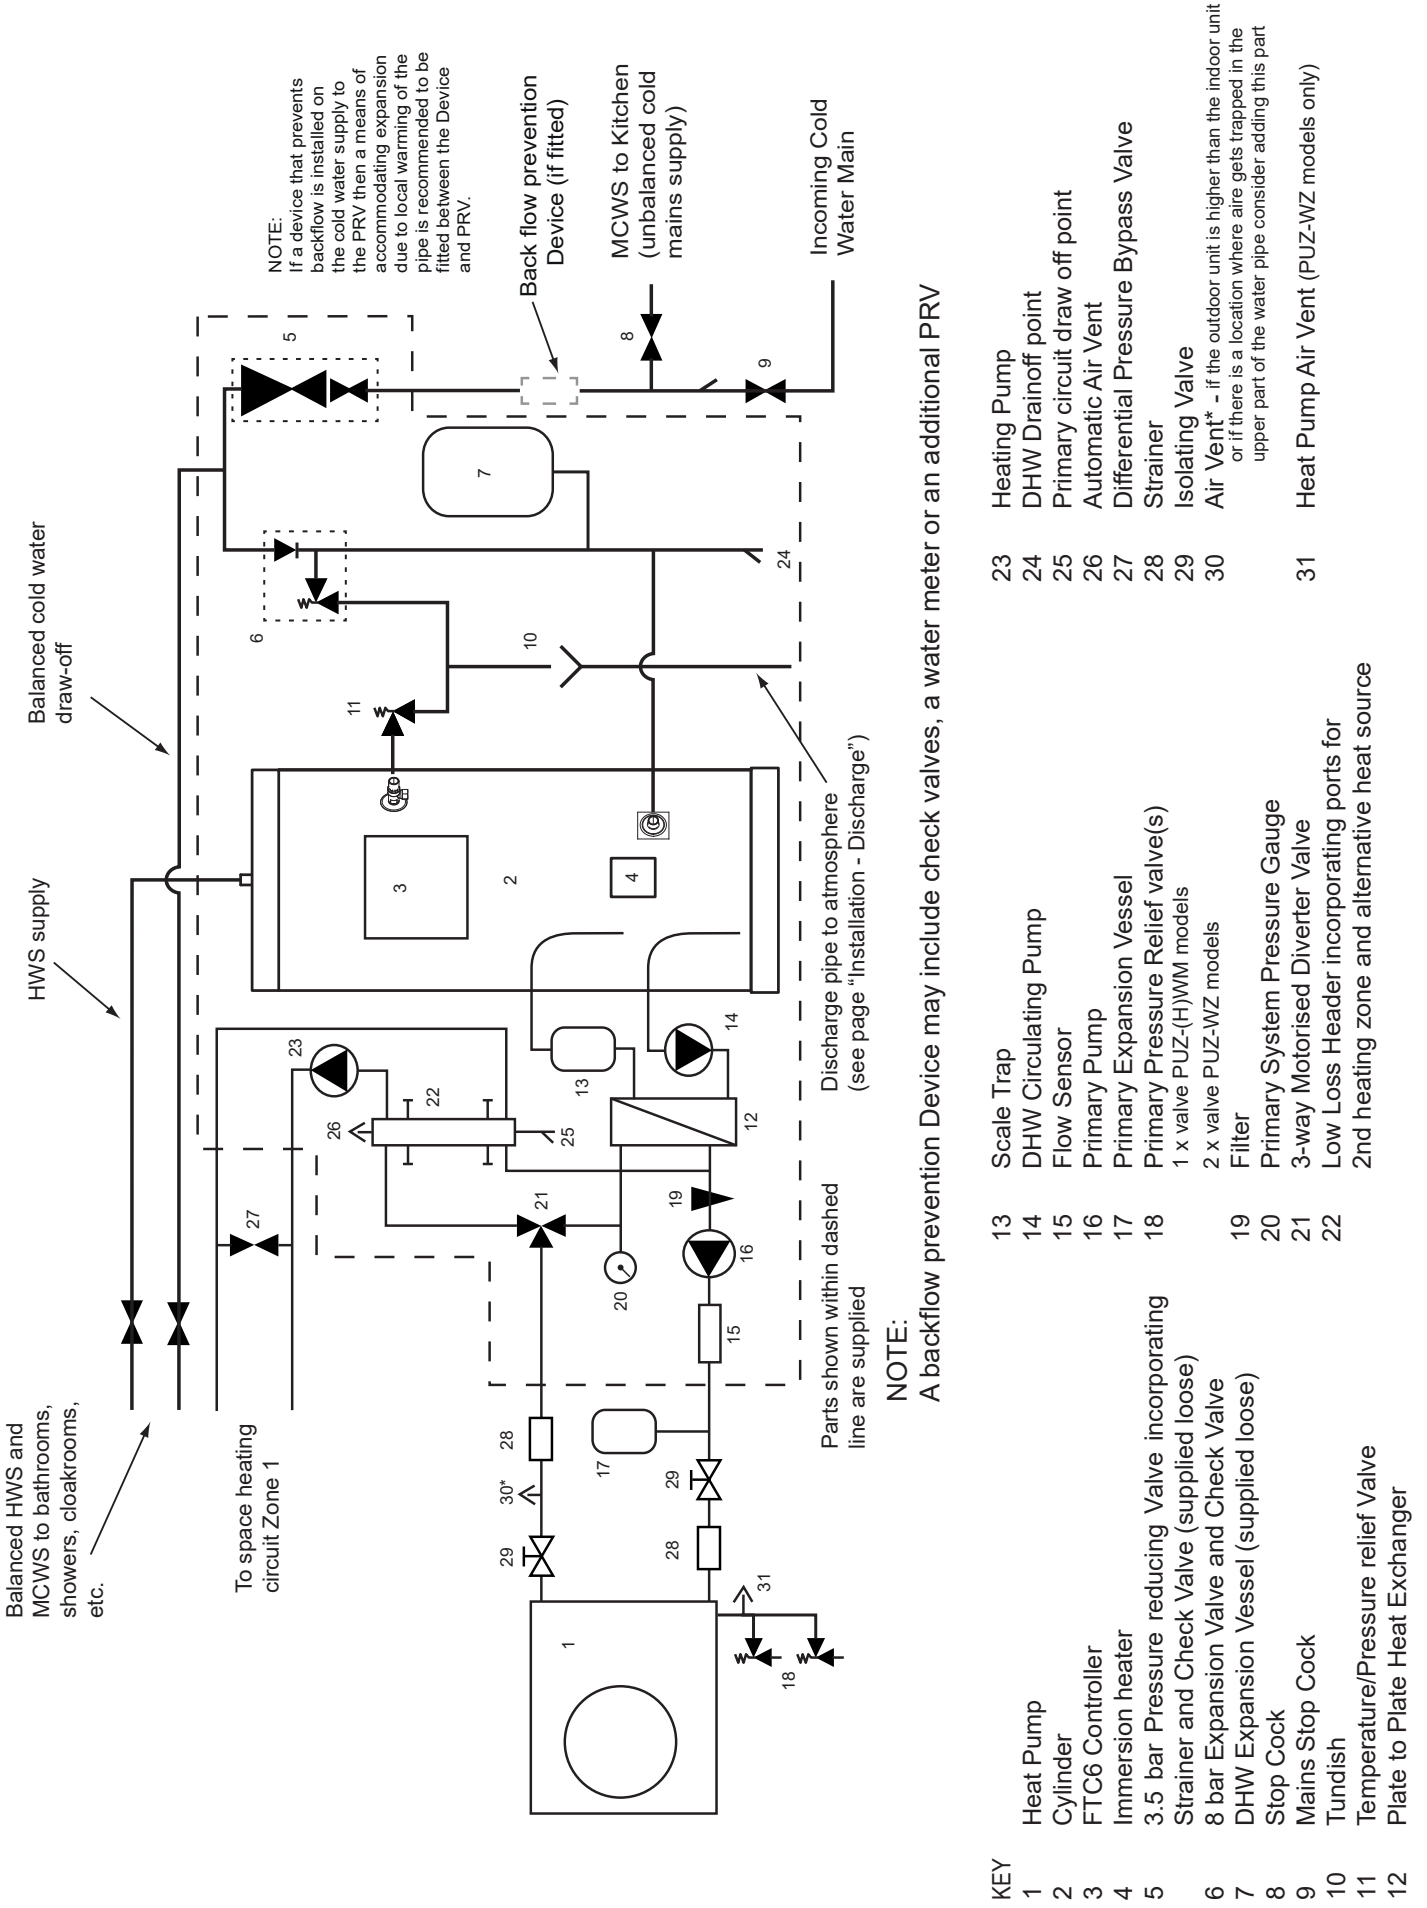 Balanced HWS and
MCWS to bathrooms,
showers, cloakrooms,
etc.
HWS supply
Balanced cold water
draw-off
NOTE:
If a device that prevents
backflow is installed on
the cold water supply to
the PRV then a means of
accommodating expansion
due to local warming of the
pipe is recommended to be
fitted between the Device
and PRV.
To space heating
circuit Zone 1
27
23
26
22
25
21
20
19
16
15
13
14
12
3
2
4
11
6
10
24
7
5
Back flow prevention
Device (if fitted)
8
MCWS to Kitchen
(unbalanced cold
mains supply)
9
Incoming Cold
Water Main
1
29
30*
28
17
29
28
31
18
Parts shown within dashed
line are supplied
Discharge pipe to atmosphere
(see page “Installation - Discharge”)
NOTE:
A backflow prevention Device may include check valves, a water meter or an additional PRV
KEY
1 Heat Pump
2 Cylinder
3 FTC6 Controller
4 Immersion heater
5 3.5 bar Pressure reducing Valve incorporating
Strainer and Check Valve (supplied loose)
6 8 bar Expansion Valve and Check Valve
7 DHW Expansion Vessel (supplied loose)
8 Stop Cock
9 Mains Stop Cock
10 Tundish
11 Temperature/Pressure relief Valve
12 Plate to Plate Heat Exchanger
13 Scale Trap
14 DHW Circulating Pump
15 Flow Sensor
16 Primary Pump
17 Primary Expansion Vessel
18 Primary Pressure Relief valve(s)
1 x valve PUZ-(H)WM models
2 x valve PUZ-WZ models
19 Filter
20 Primary System Pressure Gauge
21 3-way Motorised Diverter Valve
22 Low Loss Header incorporating ports for
2nd heating zone and alternative heat source
23 Heating Pump
24 DHW Drainoff point
25 Primary circuit draw off point
26 Automatic Air Vent
27 Differential Pressure Bypass Valve
28 Strainer
29 Isolating Valve
30 Air Vent* - if the outdoor unit is higher than the indoor unit
or if there is a location where aire gets trapped in the
upper part of the water pipe consider adding this part
31 Heat Pump Air Vent (PUZ-WZ models only)